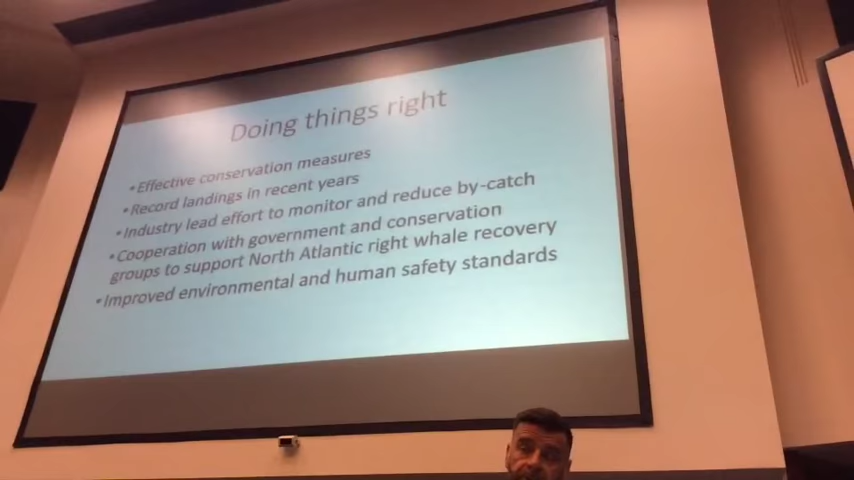 Doing things right
•Effective conservation measures
•Record landings in recent years
•Industry lead effort to monitor and reduce by-catch
•Cooperation with government and conservation
groups to support North Atlantic right whale recovery
•Improved environmental and human safety standards